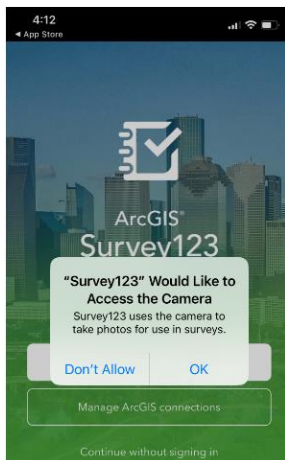 4:12
◀ App Store
ArcGIS®
Survey123
“Survey123” Would Like to
Access the Camera
Survey123 uses the camera to
take photos for use in surveys.
Don't Allow
OK
Manage ArcGIS connections
Continue without signing in